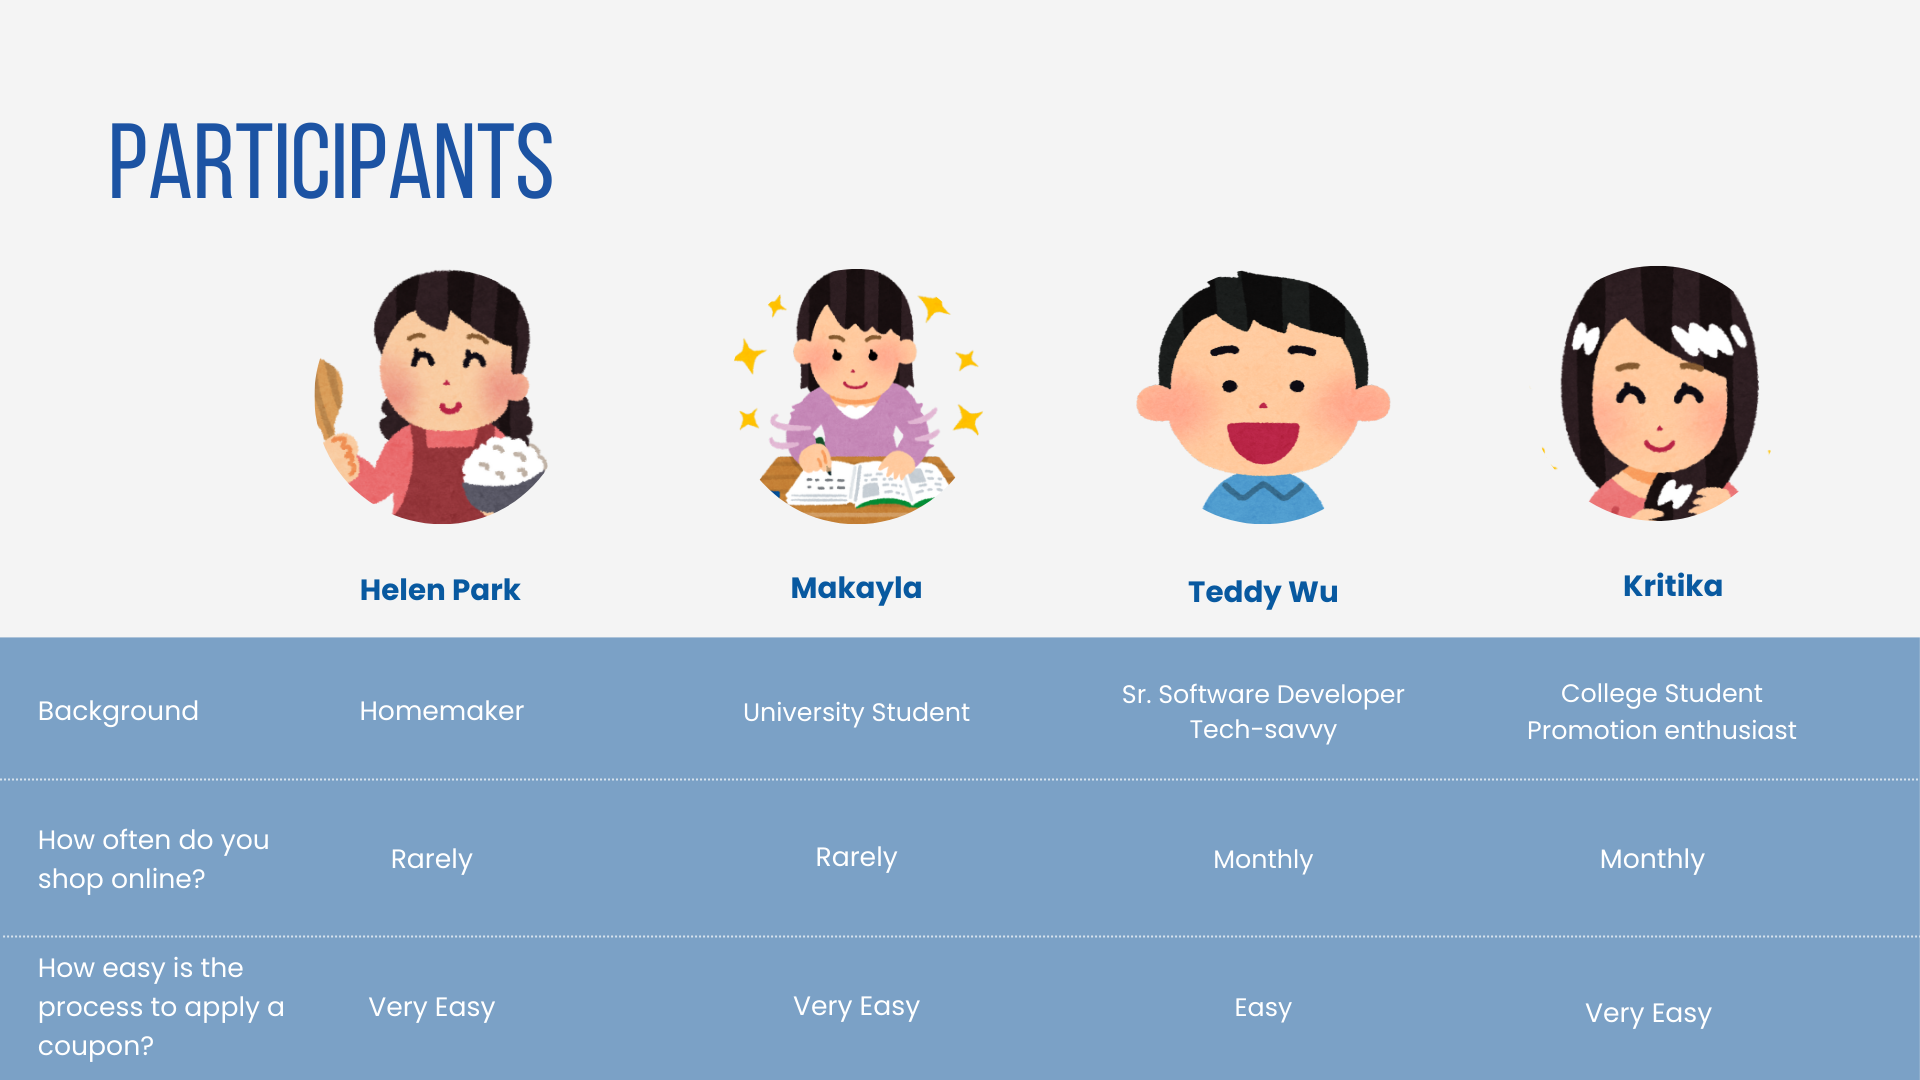 PARTICIPANTS
Helen Park
Makayla
Teddy Wu
Kritika
Background
Homemaker
University Student
Sr. Software Developer
Tech-savvy
College Student
Promotion enthusiast
How often do you
shop online?
Rarely
Rarely
Monthly
Monthly
How easy is the
process to apply a
coupon?
Very Easy
Very Easy
Easy
Very Easy